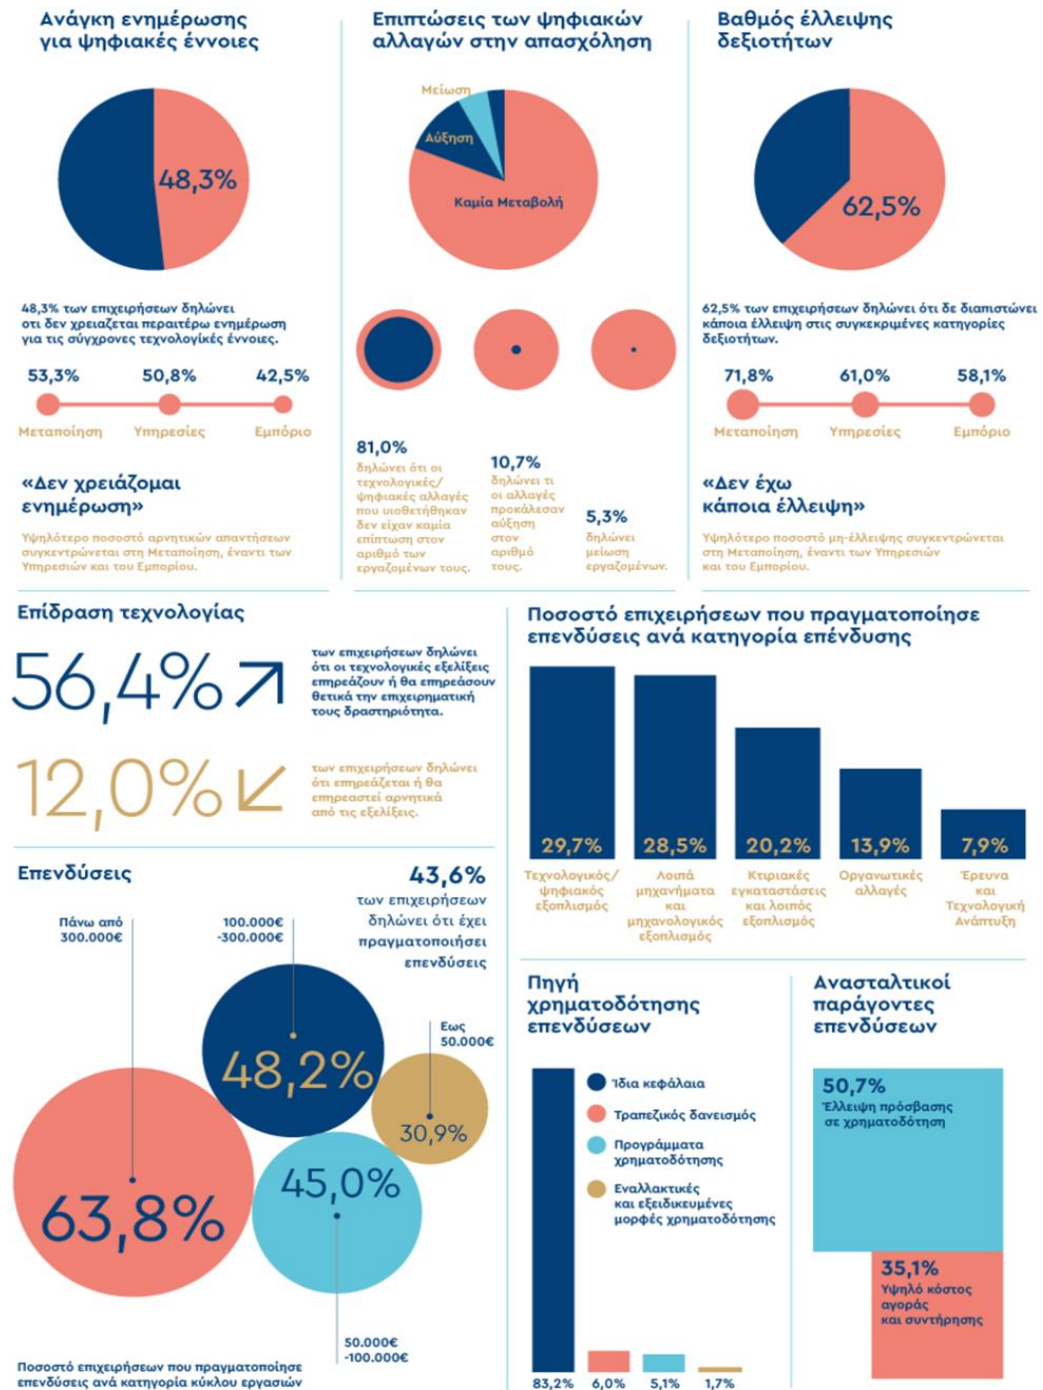 Ανάγκη ενημέρωσης
για ψηφιακές έννοιες
48,3%
48,3% των επιχειρήσεων δηλώνει
οτι δεν χρειαζεται περαιτέρω ενημέρωση
για τις σύγχρονες τεχνολογίκές έννοιες.
53,3% 50,8% 42,5%
Μεταποίηση Υπηρεσίες Εμπόριο
«Δεν χρειάζομαι
ενημέρωση»
Υψηλότερο ποσοστό αρνητικών απαντήσεων
συγκεντρώνεται στη Μεταποίηση, έναντι των
Υπηρεσιών και του Εμπορίου.
Επιπτώσεις των ψηφιακών
αλλαγών στην απασχόληση
Μείωση
Αύξηση
Καμία Μεταβολή
81,0%
δηλώνει ότι οι
τεχνολογικές/
ψηφιακές αλλαγές
που υιοθετήθηκαν
δεν είχαν καμία
επίπτωση στον
αριθμό των
εργαζομένων τους.
10,7%
δηλώνει τι
οι αλλαγές
προκάλεσαν
αύξηση
στον
αριθμό
τους.
5,3%
δηλώνει
μείωση
εργαζομένων.
Βαθμός έλλειψης
δεξιοτήτων
62,5%
62,5% των επιχειρήσεων δηλώνει ότι δε διαπιστώνει
κάποια έλλειψη στις συγκεκριμένες κατηγορίες
δεξιοτήτων.
71,8% 61,0% 58,1%
Μεταποίηση Υπηρεσίες Εμπόριο
«Δεν έχω
κάποια έλλειψη»
Υψηλότερο ποσοστό μη-έλλειψης συγκεντρώνεται
στη Μεταποίηση, έναντι των Υπηρεσιών
και του Εμπορίου.
Επίδραση τεχνολογίας
56,4%
των επιχειρήσεων δηλώνει
ότι οι τεχνολογικές εξελίξεις
επηρεάζουν ή θα επηρεάσουν
θετικά την επιχειρηματική
τους δραστηριότητα.
12,0%
των επιχειρήσεων δηλώνει
ότι επηρεάζεται ή θα
επηρεαστεί αρνητικά
από τις εξελίξεις.
Ποσοστό επιχειρήσεων που πραγματοποίησε
επενδύσεις ανά κατηγορία επένδυσης
29,7% 28,5% 20,2% 13,9% 7,9%
Τεχνολογικός/
ψηφιακός
εξοπλισμός
Λοιπά
μηχανήματα
και
μηχανολογικός
εξοπλισμός
Κτιριακές
εγκαταστάσεις
και λοιπός
εξοπλισμός
Οργανωτικές
αλλαγές
Έρευνα
και
Τεχνολογική
Ανάπτυξη
Επενδύσεις
43,6%
των επιχειρήσεων
δηλώνει ότι έχει
πραγματοποιήσει
επενδύσεις
Πάνω από
300.000€
100.000€
-300.000€
Εως
50.000€
48,2%
30,9%
45,0%
63,8%
50.000€
-100.000€
Ποσοστό επιχειρήσεων που πραγματοποίησε
επενδύσεις ανά κατηγορία κύκλου εργασιών
Πηγή
χρηματοδότησης
επενδύσεων
Ίδια κεφάλαια
Τραπεζικός δανεισμός
Προγράμματα
χρηματοδότησης
Εναλλακτικές
και εξειδικευμένες
μορφές χρηματοδότησης
83,2% 6,0% 5,1% 1,7%
Ανασταλτικοί
παράγοντες
επενδύσεων
50,7%
Έλλειψη πρόσβασης
σε χρηματοδότηση
35,1%
Υψηλό κόστος
αγοράς
και συντήρησης